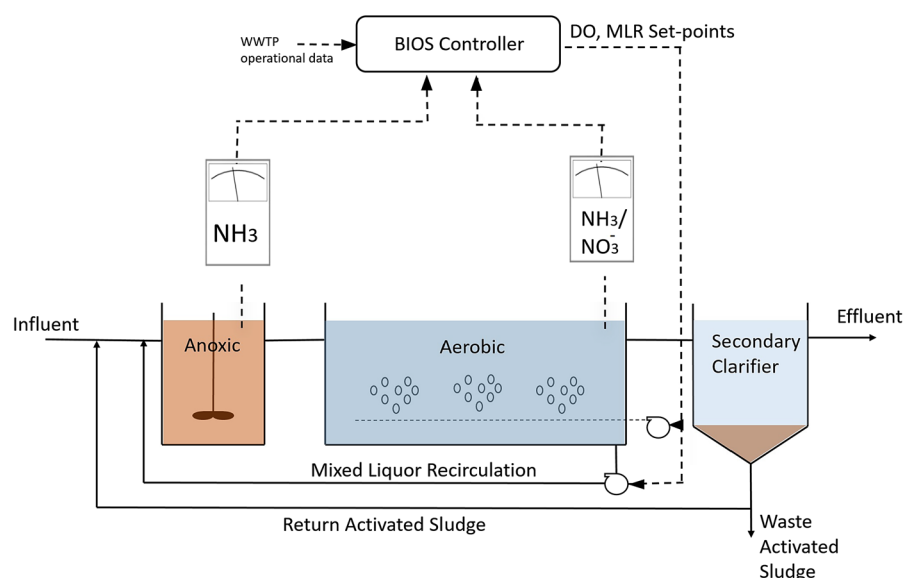 WWTP
operational data
BIOS Controller
DO, MLR Set-points
NH3
NH3/
NO3-
Influent
Anoxic
Aerobic
Secondary
Clarifier
Effluent
Mixed Liquor Recirculation
Return Activated Sludge
Waste
Activated
Sludge